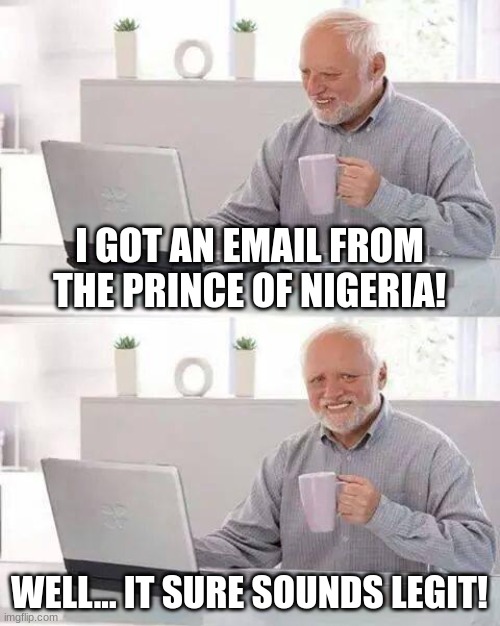 I GOT AN EMAIL FROM
THE PRINCE OF NIGERIA!
WELL... IT SURE SOUNDS LEGIT!
imgflip.com